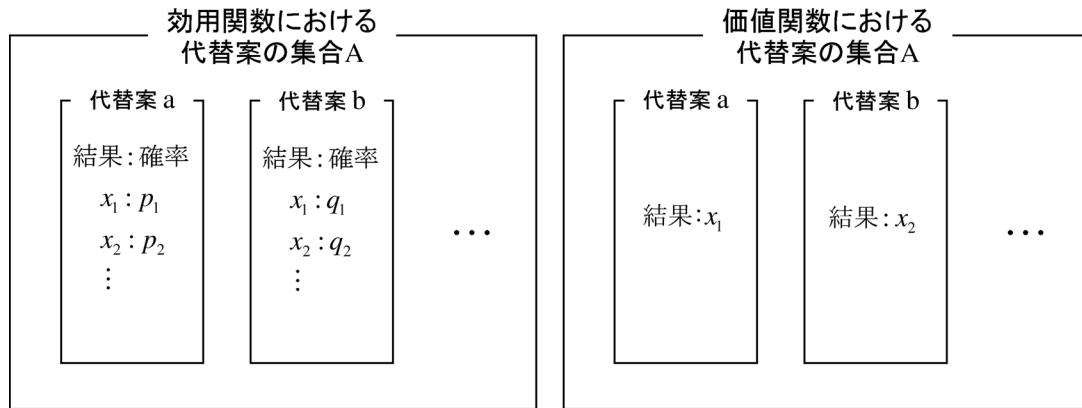 効用関数における
代替案の集合A
代替案 a
結果:確率
x₁ : p₁
x₂ : p₂
⋮
代替案 b
結果:確率
x₁ : q₁
x₂ : q₂
⋮
…
価値関数における
代替案の集合A
代替案 a
結果:x₁
代替案 b
結果:x₂
…